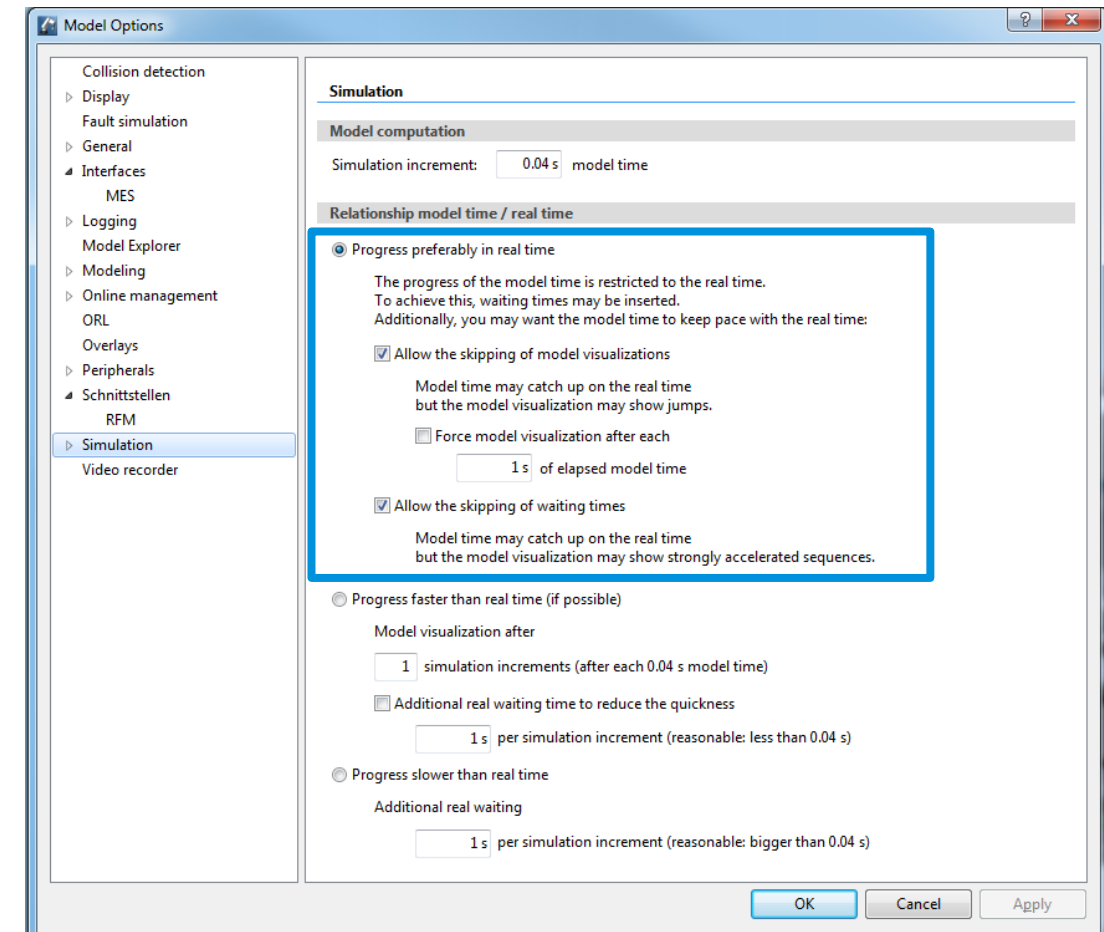 Model Options
?
X
Collision detection
Display
Fault simulation
General
Interfaces
MES
Logging
Model Explorer
Modeling
Online management
ORL
Overlays
Peripherals
Schnittstellen
RFM
Simulation
Video recorder
Simulation
Model computation
Simulation increment: 0.04 s model time
Relationship model time / real time
Progress preferably in real time
The progress of the model time is restricted to the real time.
To achieve this, waiting times may be inserted.
Additionally, you may want the model time to keep pace with the real time:
Allow the skipping of model visualizations
Model time may catch up on the real time
but the model visualization may show jumps.
Force model visualization after each
1 s of elapsed model time
Allow the skipping of waiting times
Model time may catch up on the real time
but the model visualization may show strongly accelerated sequences.
Progress faster than real time (if possible)
Model visualization after
1 simulation increments (after each 0.04 s model time)
Additional real waiting time to reduce the quickness
1 s per simulation increment (reasonable: less than 0.04 s)
Progress slower than real time
Additional real waiting
1 s per simulation increment (reasonable: bigger than 0.04 s)
OK Cancel Apply